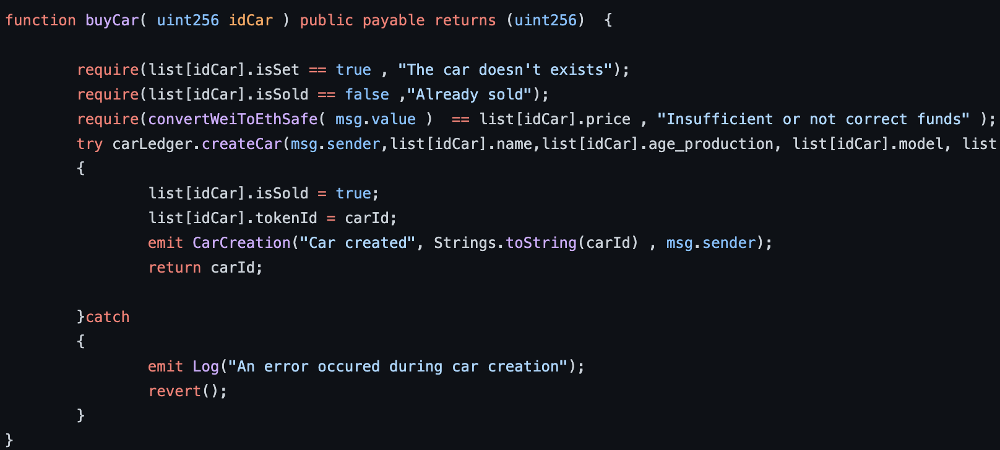 function buyCar( uint256 idCar ) public payable returns (uint256)  {
require(list[idCar].isSet == true , "The car doesn't exists");
require(list[idCar].isSold == false ,"Already sold");
require(convertWeiToEthSafe( msg.value )  == list[idCar].price , "Insufficient or not correct funds" );
try carLedger.createCar(msg.sender,list[idCar].name,list[idCar].age_production, list[idCar].model, list
{
list[idCar].isSold = true;
list[idCar].tokenId = carId;
emit CarCreation("Car created", Strings.toString(carId) , msg.sender);
return carId;
}catch
{
emit Log("An error occured during car creation");
revert();
}
}